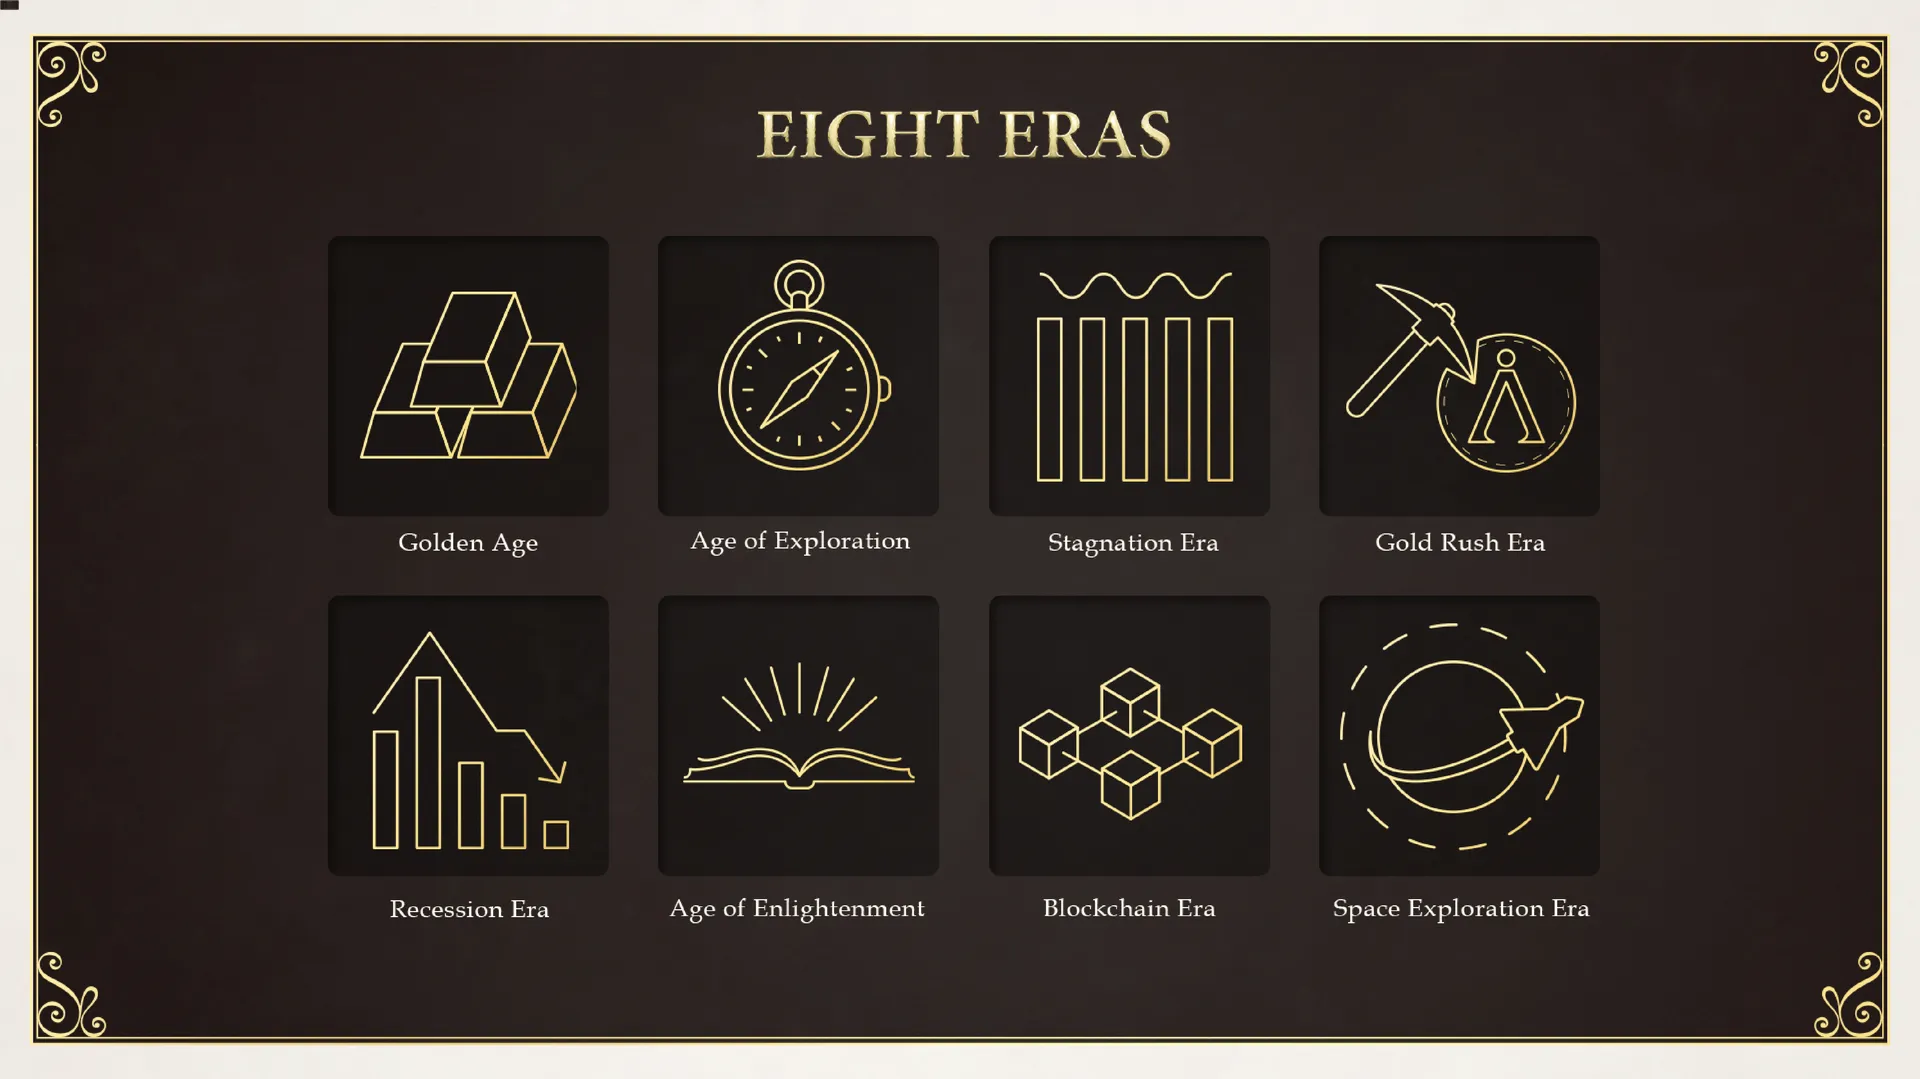 EIGHT ERAS
Golden Age
Age of Exploration
Stagnation Era
Gold Rush Era
Recession Era
Age of Enlightenment
Blockchain Era
Space Exploration Era